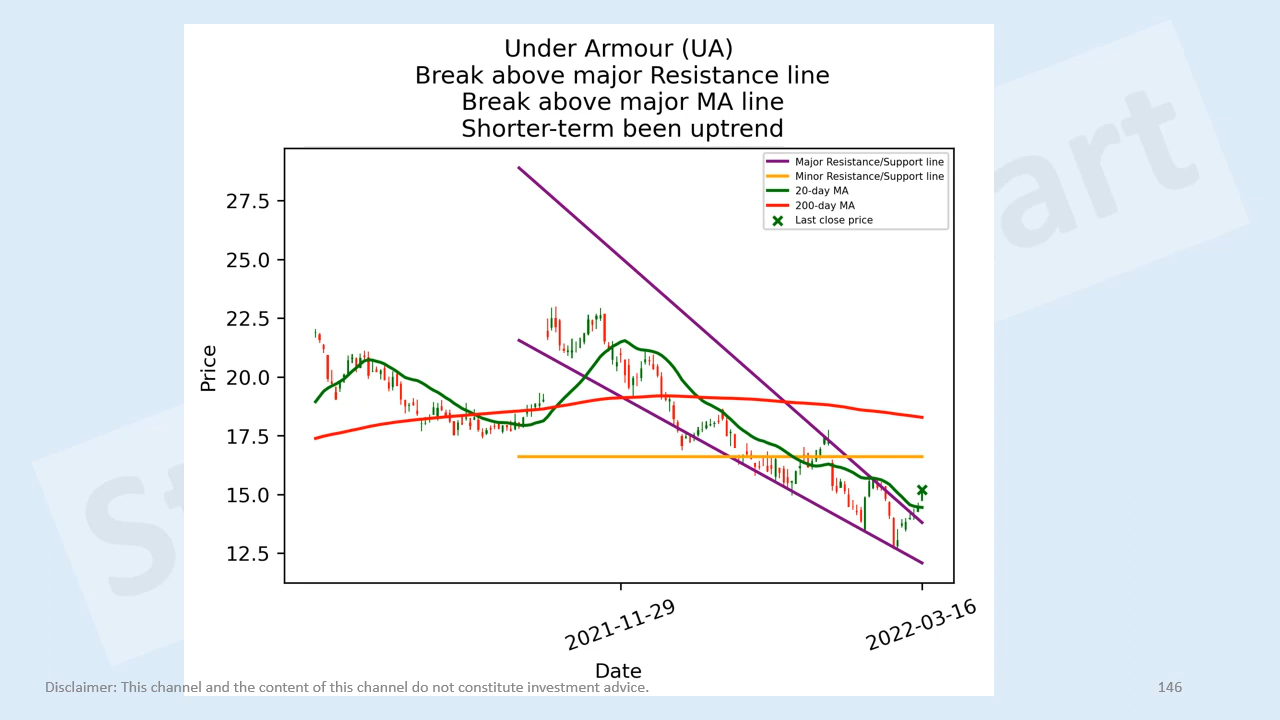 Under Armour (UA)
Break above major Resistance line
Break above major MA line
Shorter-term been uptrend
Major Resistance/Support line
Minor Resistance/Support line
20-day MA
200-day MA
Last close price
27.5
25.0
22.5
20.0
17.5
15.0
12.5
Price
2021-11-29
2022-03-16
Date
St
art
Disclaimer: This channel and the content of this channel do not constitute investment advice.
146